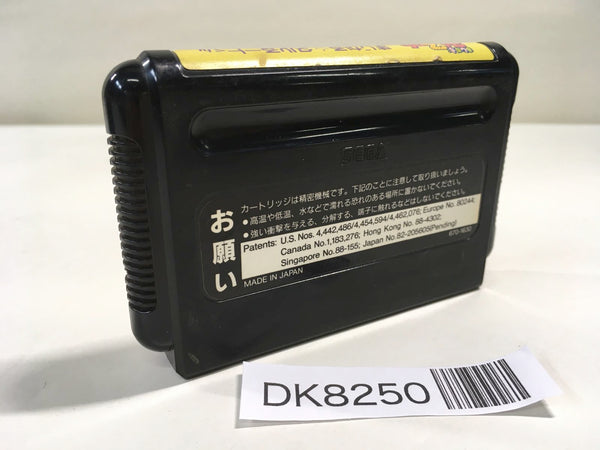 SEGA
お願い
カートリッジは精密機械です。下記のことに注意して取り扱いましょう。
●高温や低温、水などで濡れる恐れのある場所に置かないでください。
●強い衝撃を与える、分解する、端子に触れるなどはしないでください。
Patents: U.S. Nos. 4,442,486/4,454,594/4,462,076; Europe No. 80244;
Canada No.1,183,276; Hong Kong No. 88-4302;
Singapore No.88-155; Japan No.82-205605(Pending)
MADE IN JAPAN
670-1630
DK8250